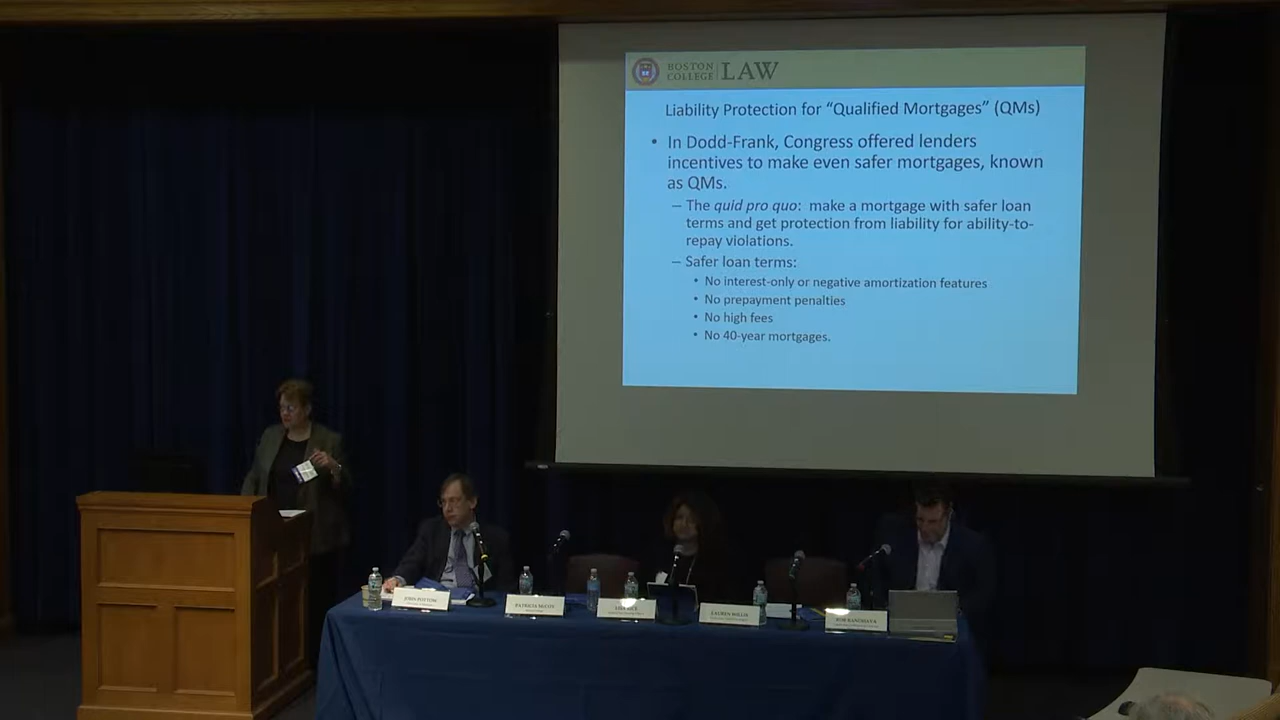 BOSTON COLLEGE LAW
Liability Protection for “Qualified Mortgages” (QMs)
• In Dodd-Frank, Congress offered lenders
incentives to make even safer mortgages, known
as QMs.
– The quid pro quo: make a mortgage with safer loan
terms and get protection from liability for ability-to-
repay violations.
– Safer loan terms:
• No interest-only or negative amortization features
• No prepayment penalties
• No high fees
• No 40-year mortgages.
JOHN POTTOW
PATRICIA McCOY
LISA RICE
LAUREN WILLIS